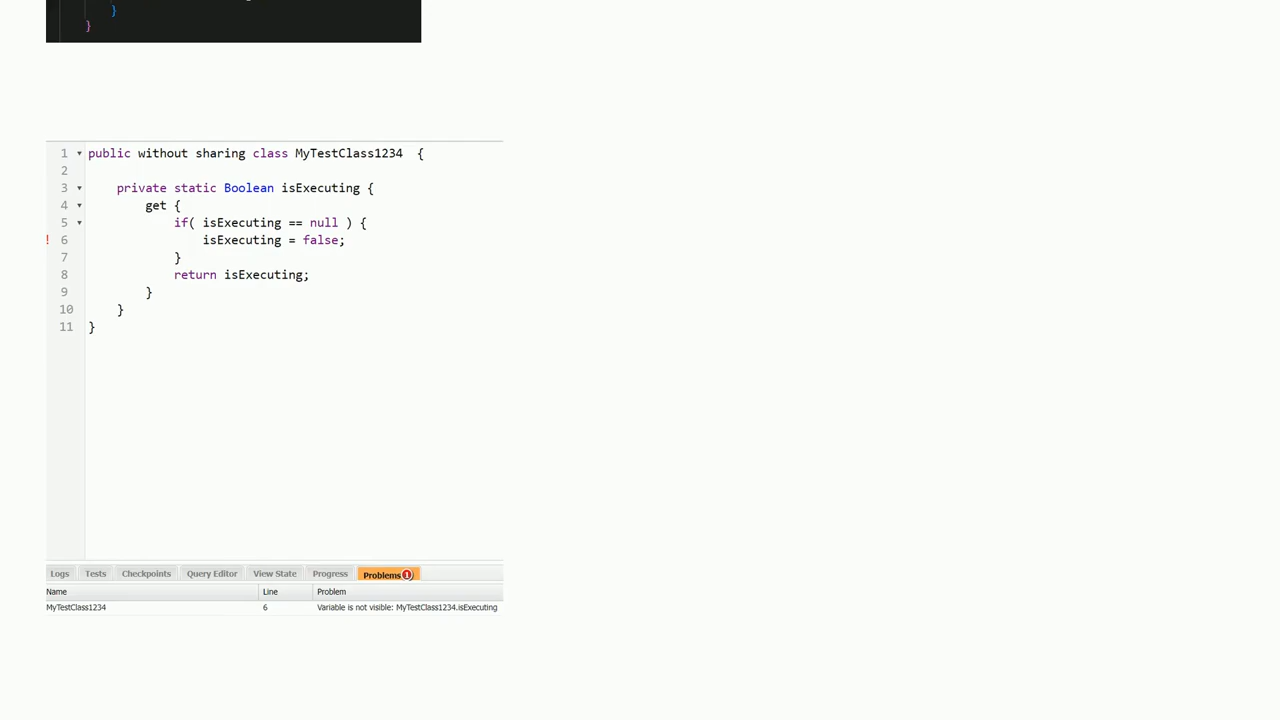 }
}
1 public without sharing class MyTestClass1234 {
2
3 private static Boolean isExecuting {
4 get {
5 if( isExecuting == null ) {
! 6 isExecuting = false;
7 }
8 return isExecuting;
9 }
10 }
11 }
Logs Tests Checkpoints Query Editor View State Progress Problems 1
Name Line Problem
MyTestClass1234 6 Variable is not visible: MyTestClass1234.isExecuting